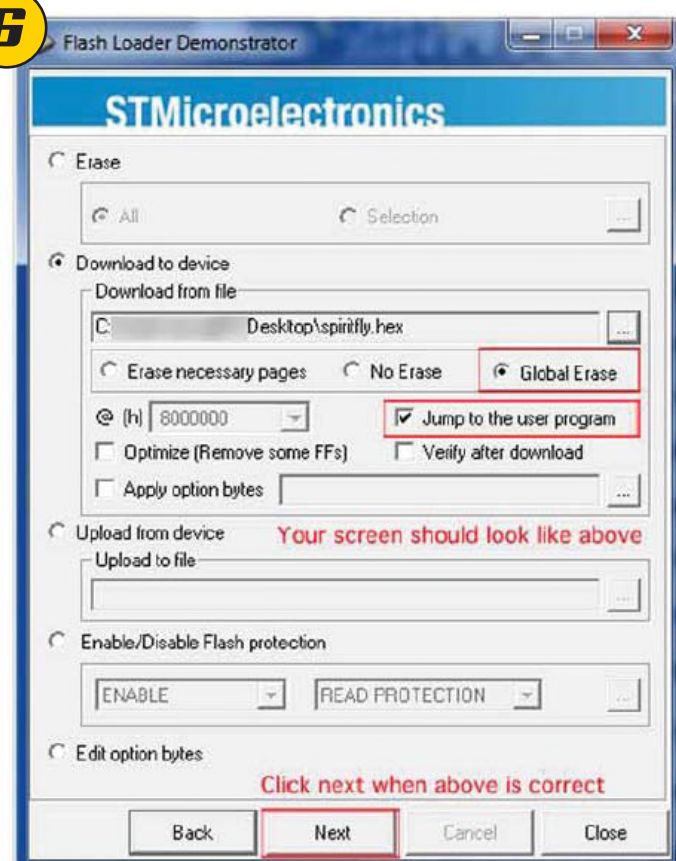 6
Flash Loader Demonstrator
STMicroelectronics
Erase
All Selection ...
Download to device
Download from file
C: Desktop\spiritfly.hex ...
Erase necessary pages No Erase Global Erase
@ (h) 8000000 Jump to the user program
Optimize (Remove some FFs) Verify after download
Apply option bytes ...
Upload from device Your screen should look like above
Upload to file
...
Enable/Disable Flash protection
ENABLE READ PROTECTION ...
Edit option bytes
Click next when above is correct
Back Next Cancel Close